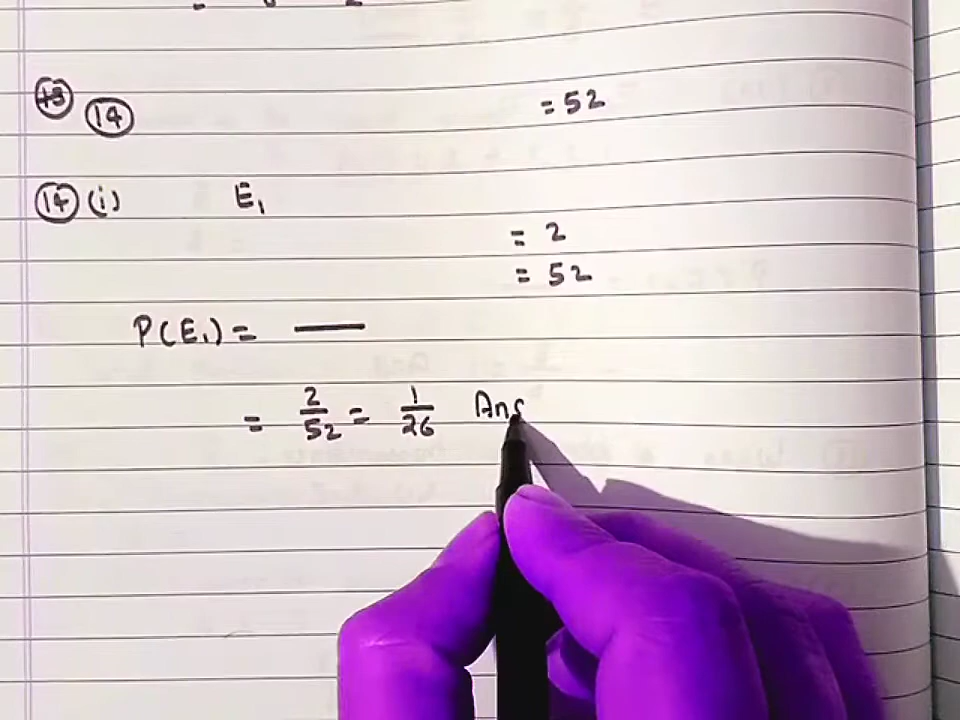 13 14 = 52
14 (i) E₁
= 2
= 52
P(E₁) = —
= 2/52 = 1/26 Ans